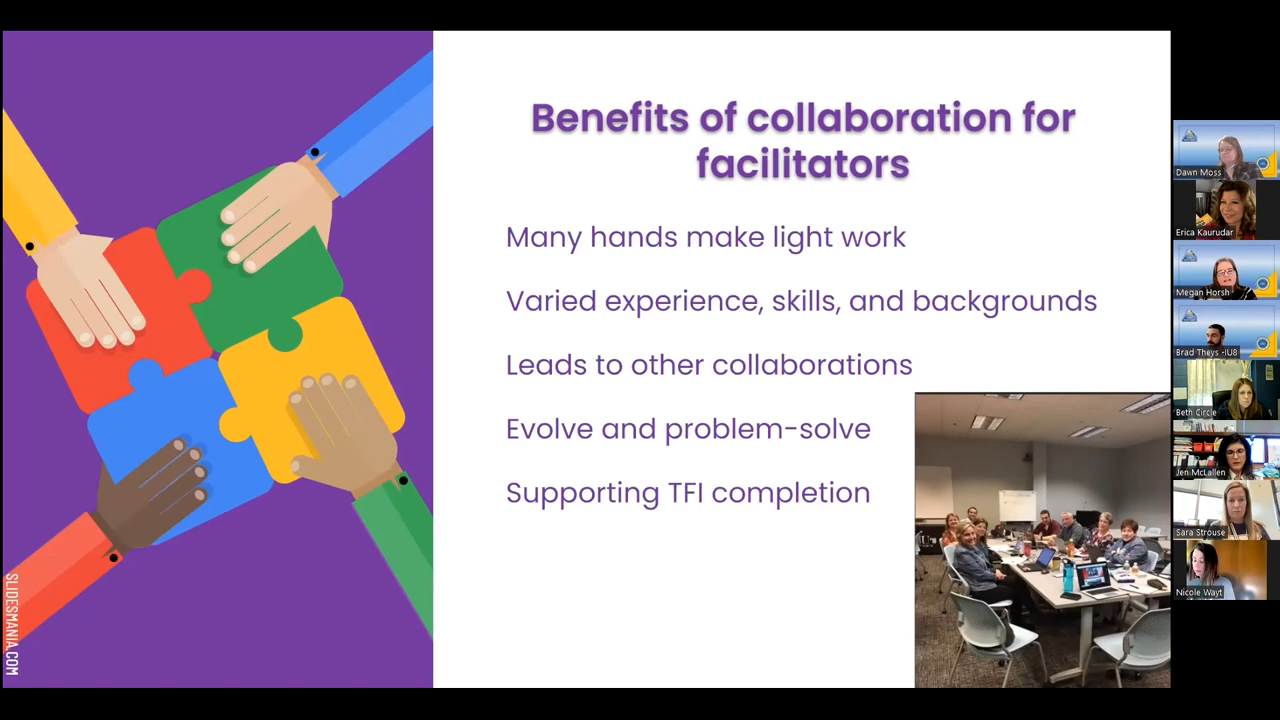 Benefits of collaboration for
facilitators
Many hands make light work
Varied experience, skills, and backgrounds
Leads to other collaborations
Evolve and problem-solve
Supporting TFI completion
SLIDESMANIA.COM
Dawn Moss
Erica Kaurudar
Megan Horsh
Brad Theys -IU8
Beth Circle
Jen McLallen
Sara Strouse
Nicole Wayt